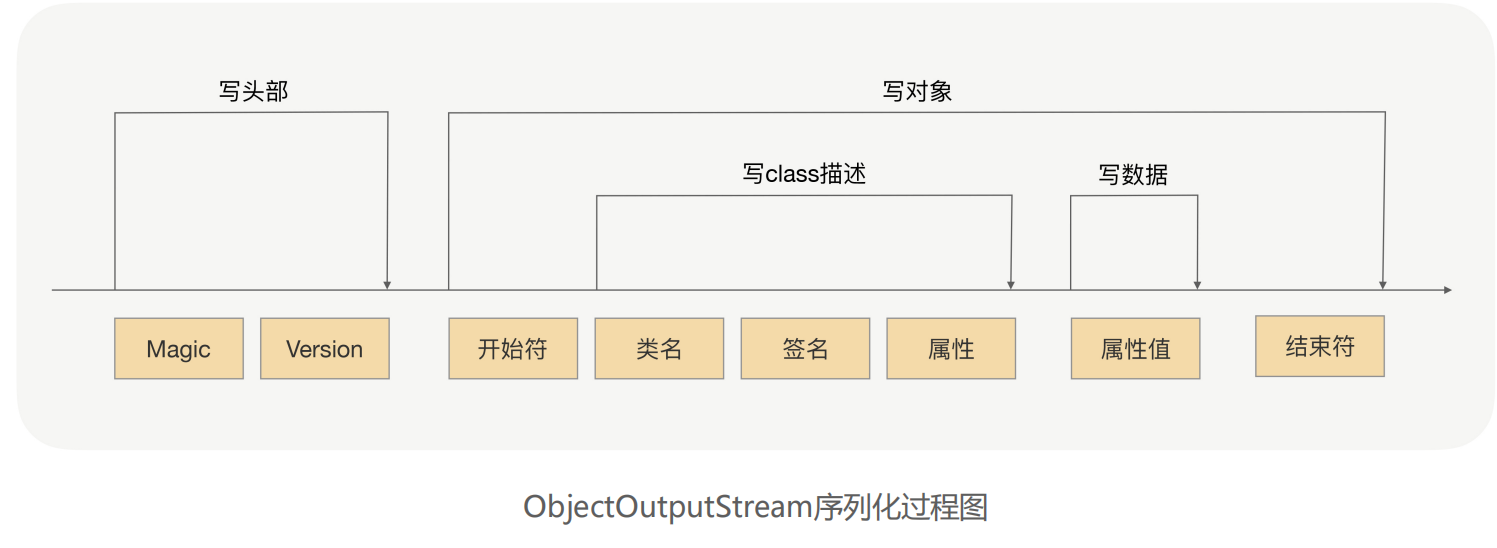 写头部
写对象
写class描述
写数据
Magic
Version
开始符
类名
签名
属性
属性值
结束符
ObjectOutputStream序列化过程图